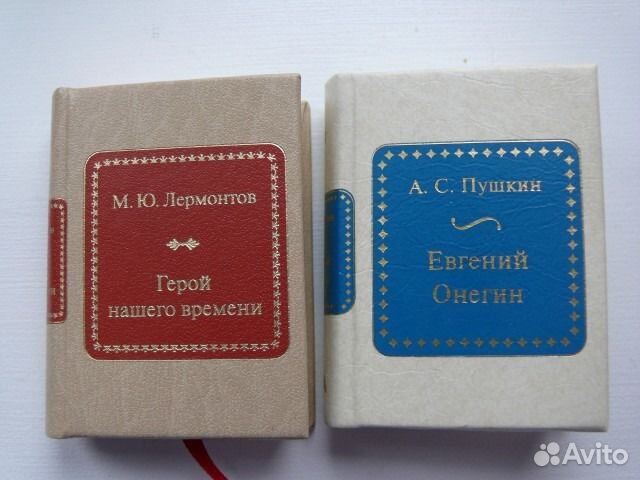 М. Ю. Лермонтов
Герой
нашего времени
А. С. Пушкин
Евгений
Онегин
Avito